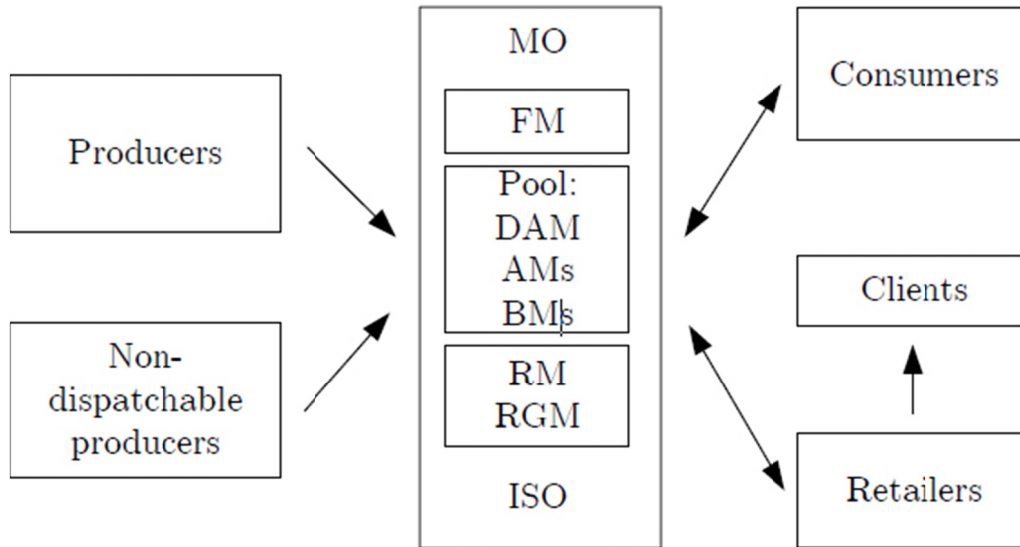 Producers
Non-
dispatchable
producers
MO
FM
Pool:
DAM
AMs
BMs
RM
RGM
ISO
Consumers
Clients
Retailers